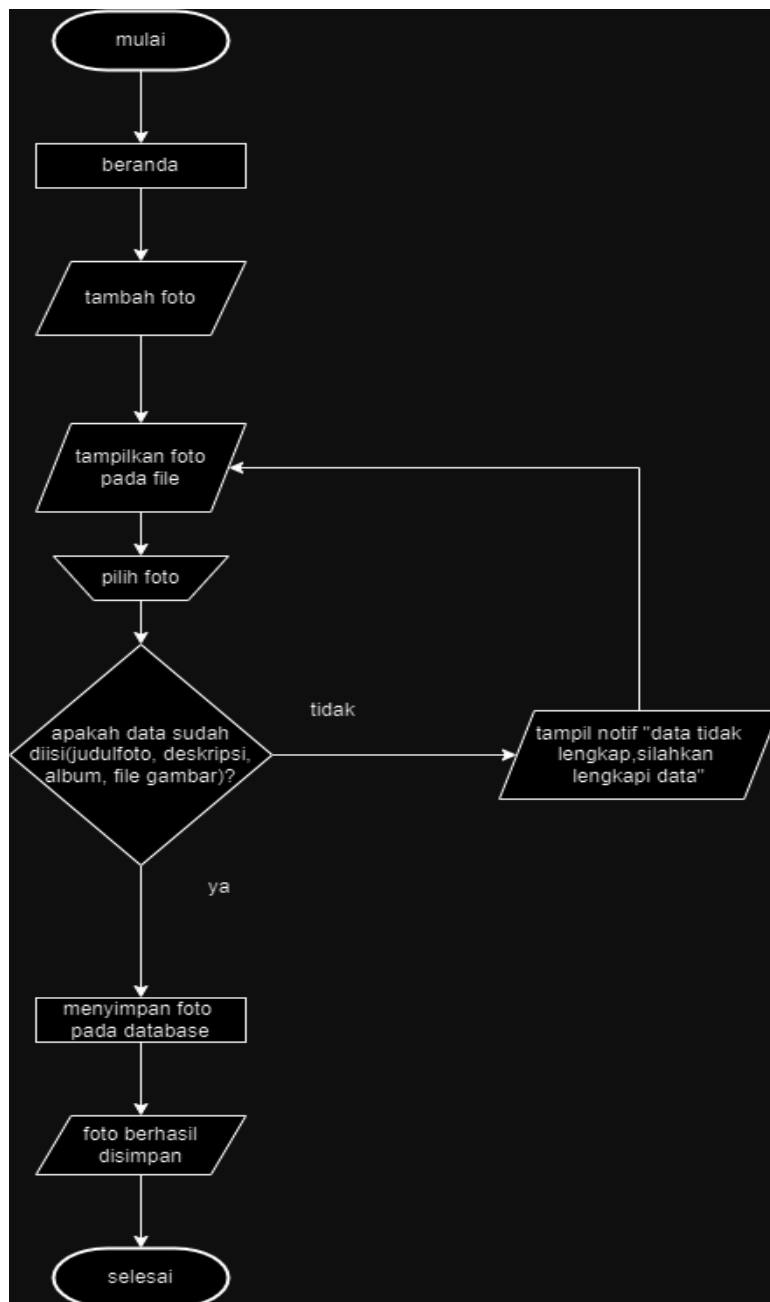 mulai
beranda
tambah foto
tampilkan foto
pada file
pilih foto
apakah data sudah
diisi(judulfoto, deskripsi,
album, file gambar)?
tidak
tampil notif "data tidak
lengkap,silahkan
lengkapi data"
ya
menyimpan foto
pada database
foto berhasil
disimpan
selesai